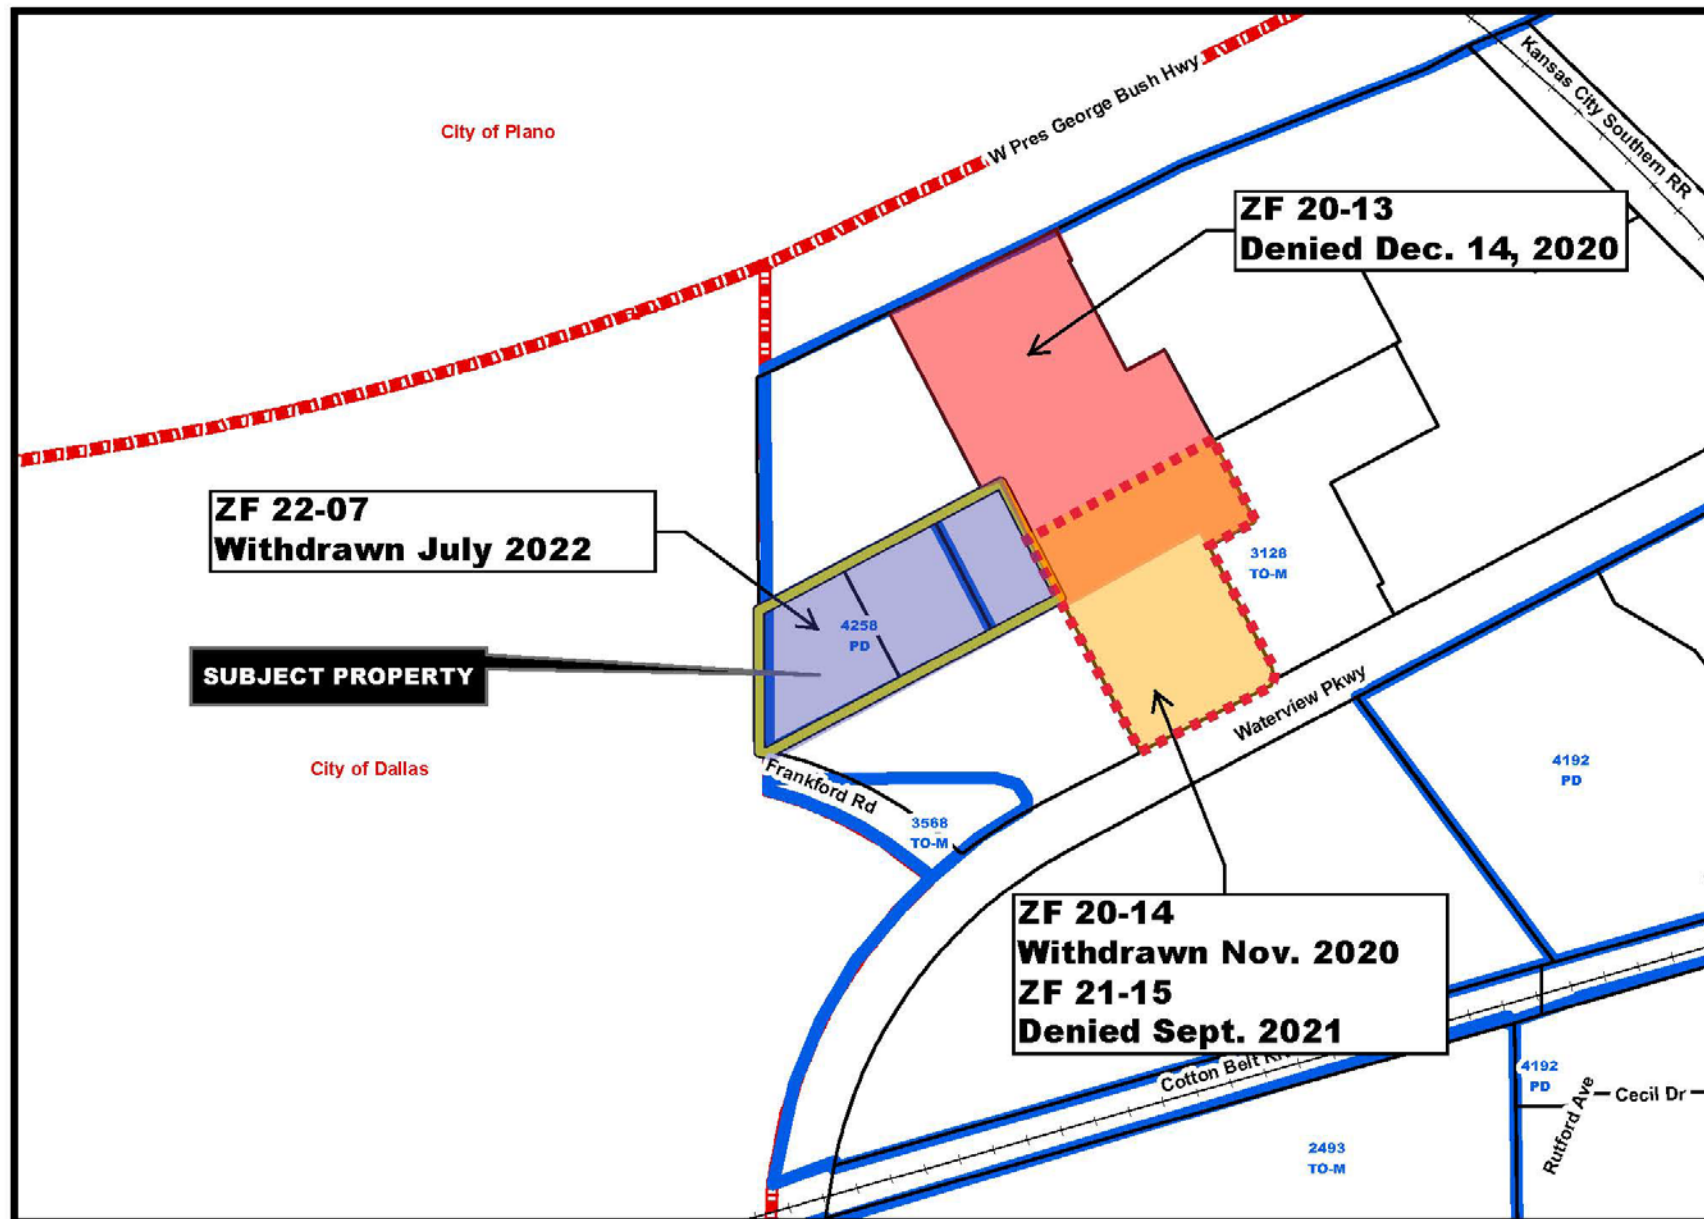 City of Plano
W Pres George Bush Hwy
Kansas City Southern RR
ZF 20-13
Denied Dec. 14, 2020
ZF 22-07
Withdrawn July 2022
3128
TO-M
4258
PD
SUBJECT PROPERTY
Waterview Pkwy
City of Dallas
Frankford Rd
4192
PD
3568
TO-M
ZF 20-14
Withdrawn Nov. 2020
ZF 21-15
Denied Sept. 2021
Cotton Belt
4192
PD
Cecil Dr
Rutford Ave
2493
TO-M